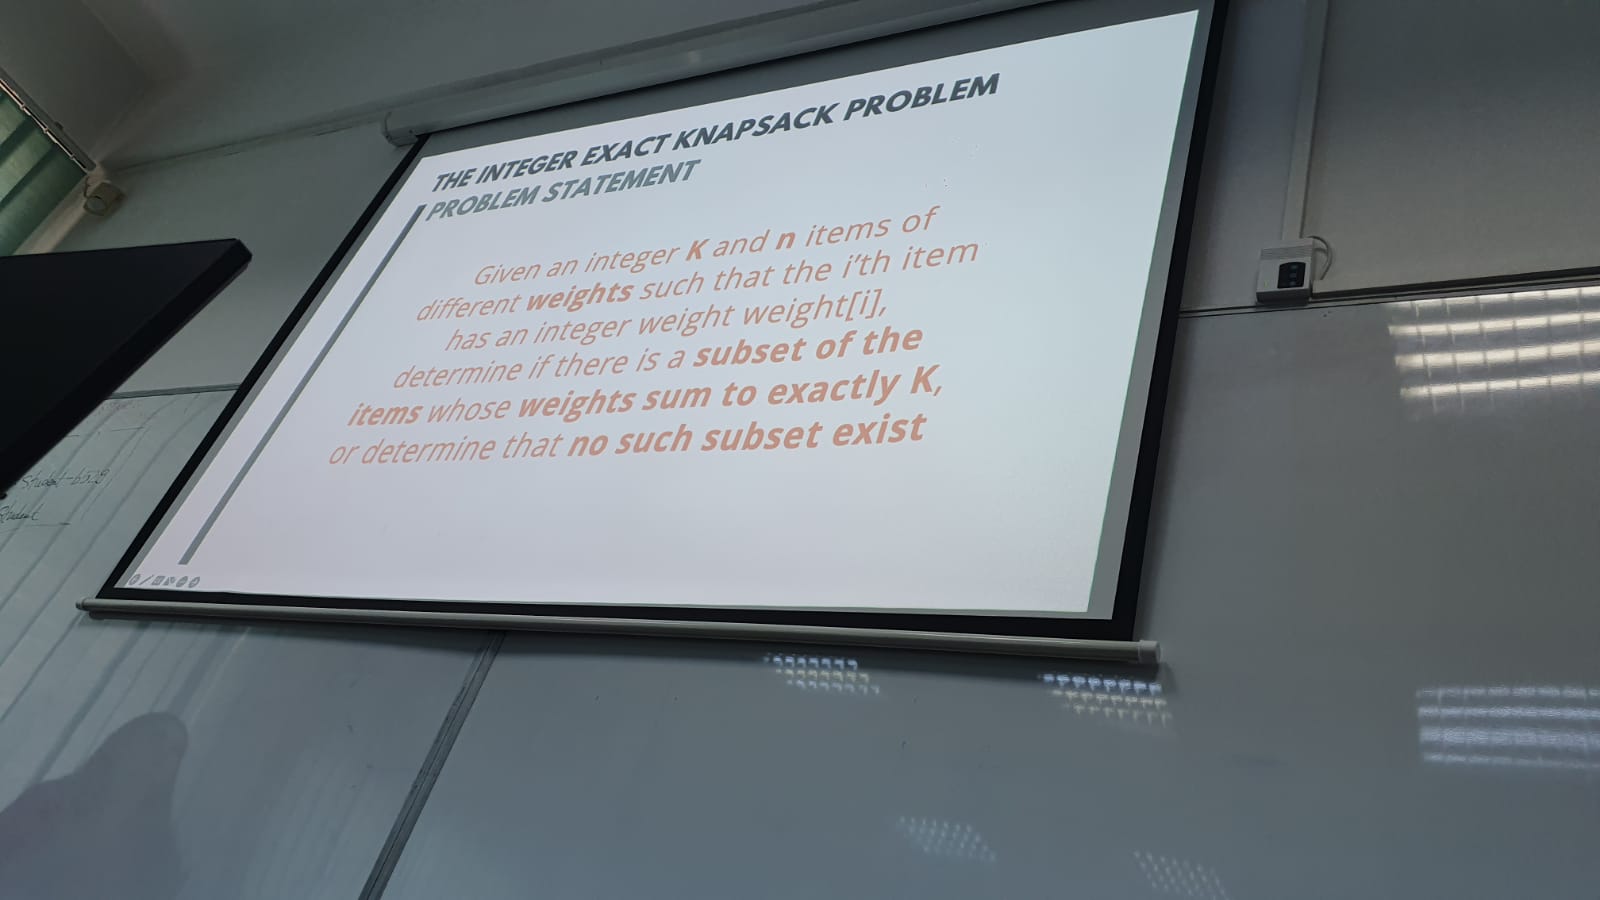 THE INTEGER EXACT KNAPSACK PROBLEM
PROBLEM STATEMENT
Given an integer K and n items of
different weights such that the i'th item
has an integer weight weight[i],
determine if there is a subset of the
items whose weights sum to exactly K,
or determine that no such subset exist
Student-6528
Student